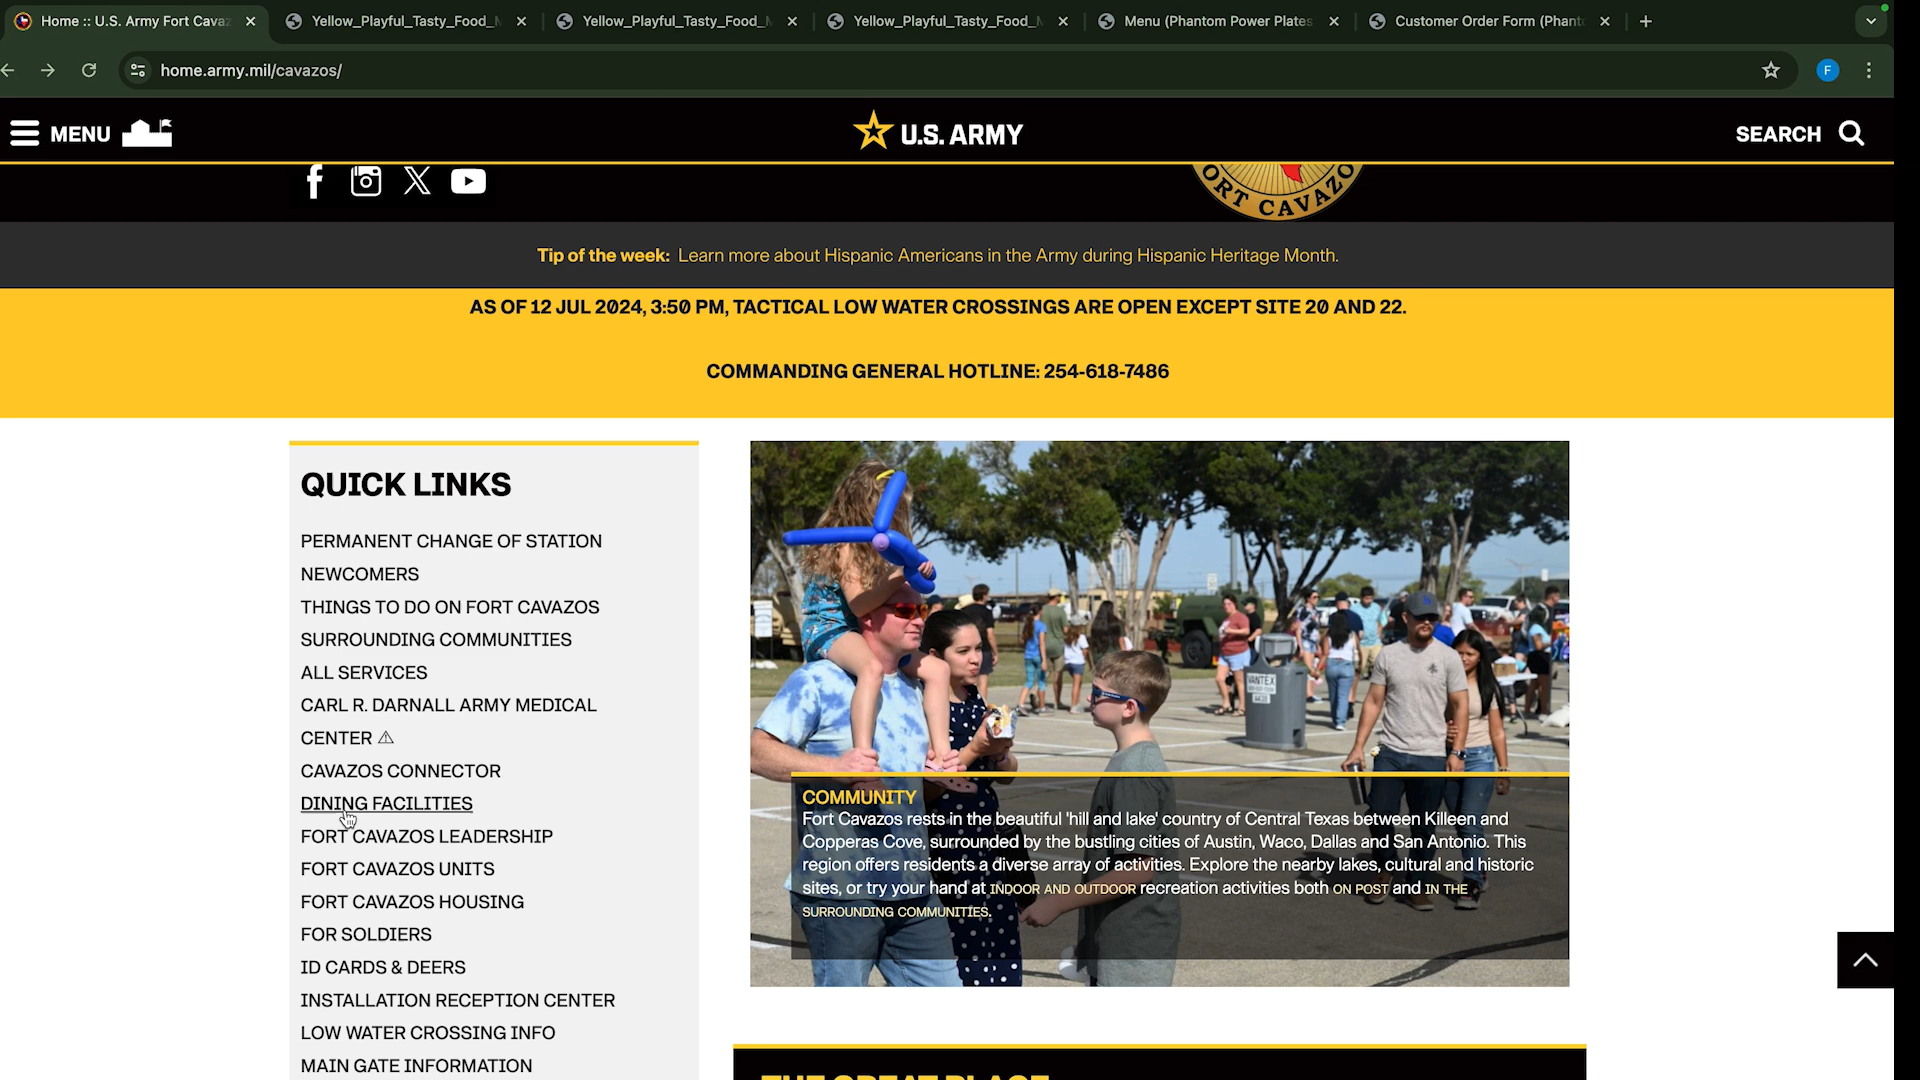 Home :: U.S. Army Fort Cavaz
Yellow_Playful_Tasty_Food_M
Yellow_Playful_Tasty_Food_M
Yellow_Playful_Tasty_Food_M
Menu (Phantom Power Plates
Customer Order Form (Phant
home.army.mil/cavazos/
F
MENU
U.S. ARMY
SEARCH
FORT CAVAZOS
Tip of the week: Learn more about Hispanic Americans in the Army during Hispanic Heritage Month.
AS OF 12 JUL 2024, 3:50 PM, TACTICAL LOW WATER CROSSINGS ARE OPEN EXCEPT SITE 20 AND 22.
COMMANDING GENERAL HOTLINE: 254-618-7486
QUICK LINKS
PERMANENT CHANGE OF STATION
NEWCOMERS
THINGS TO DO ON FORT CAVAZOS
SURROUNDING COMMUNITIES
ALL SERVICES
CARL R. DARNALL ARMY MEDICAL
CENTER
CAVAZOS CONNECTOR
DINING FACILITIES
FORT CAVAZOS LEADERSHIP
FORT CAVAZOS UNITS
FORT CAVAZOS HOUSING
FOR SOLDIERS
ID CARDS & DEERS
INSTALLATION RECEPTION CENTER
LOW WATER CROSSING INFO
MAIN GATE INFORMATION
VANTEX
COMMUNITY
Fort Cavazos rests in the beautiful 'hill and lake' country of Central Texas between Killeen and
Copperas Cove, surrounded by the bustling cities of Austin, Waco, Dallas and San Antonio. This
region offers residents a diverse array of activities. Explore the nearby lakes, cultural and historic
sites, or try your hand at INDOOR AND OUTDOOR recreation activities both ON POST and IN THE
SURROUNDING COMMUNITIES.
THE GREAT PLACE